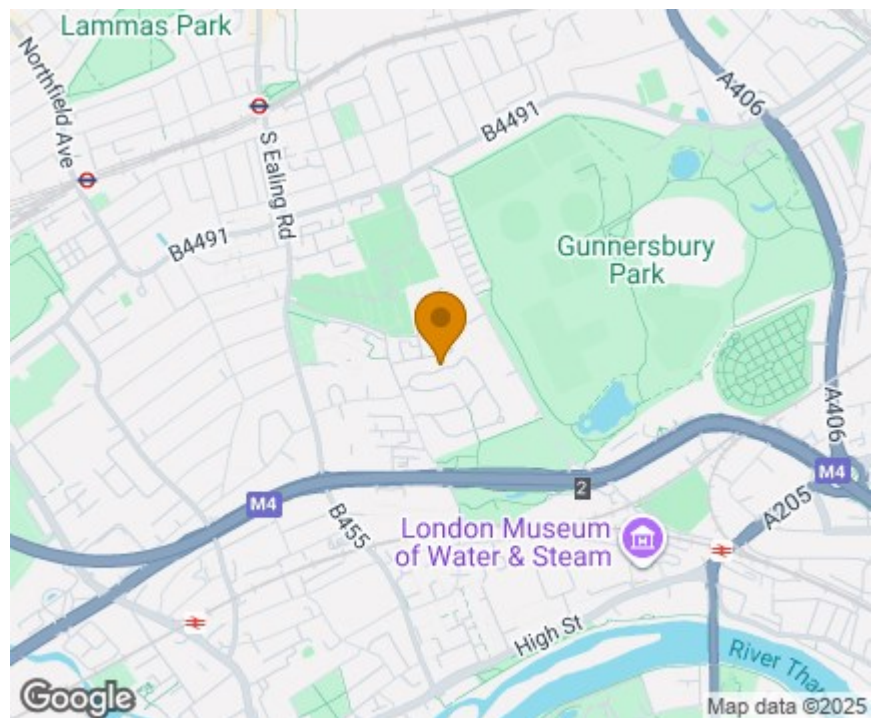 Lammas Park
Northfield Ave
S Ealing Rd
B4491
A406
B4491
Gunnersbury
Park
A406
M4
M4
2
A205
B455
London Museum
of Water & Steam
High St
River Tha
Google
Map data ©2025